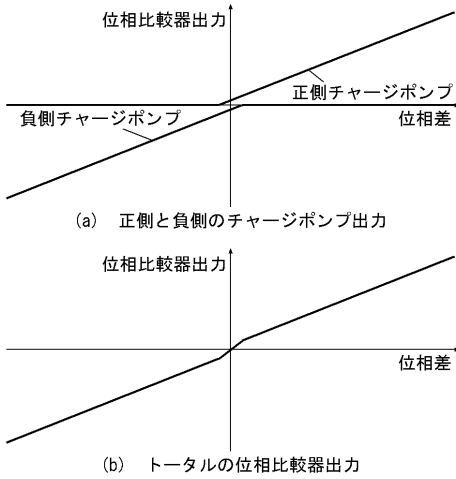 位相比較器出力
正側チャージポンプ
負側チャージポンプ
位相差
(a) 正側と負側のチャージポンプ出力
位相比較器出力
位相差
(b) トータルの位相比較器出力